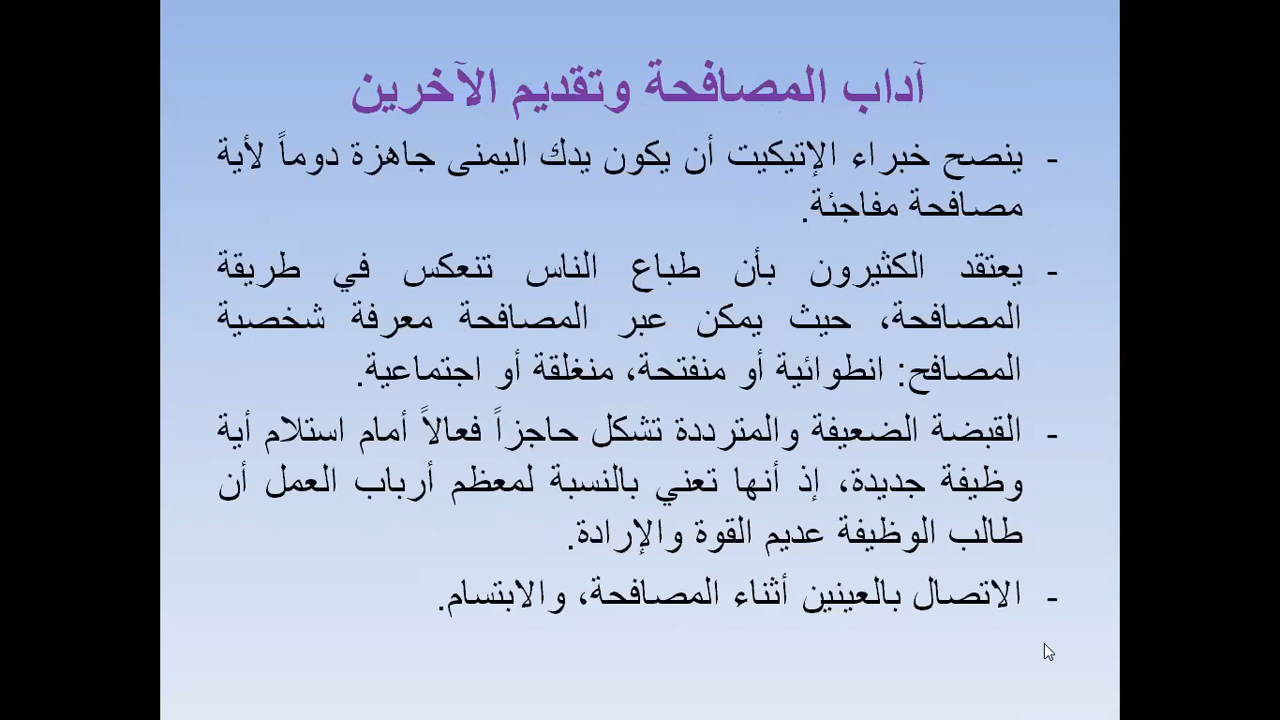 آداب المصافحة وتقديم الآخرين
- ينصح خبراء الإتيكيت أن يكون يدك اليمنى جاهزة دوماً لأية
مصافحة مفاجئة.
- يعتقد الكثيرون بأن طباع الناس تنعكس في طريقة
المصافحة، حيث يمكن عبر المصافحة معرفة شخصية
المصافح: انطوائية أو منفتحة، منغلقة أو اجتماعية.
- القبضة الضعيفة والمترددة تشكل حاجزاً فعالاً أمام استلام أية
وظيفة جديدة، إذ أنها تعني بالنسبة لمعظم أرباب العمل أن
طالب الوظيفة عديم القوة والإرادة.
- الاتصال بالعينين أثناء المصافحة، والابتسام.